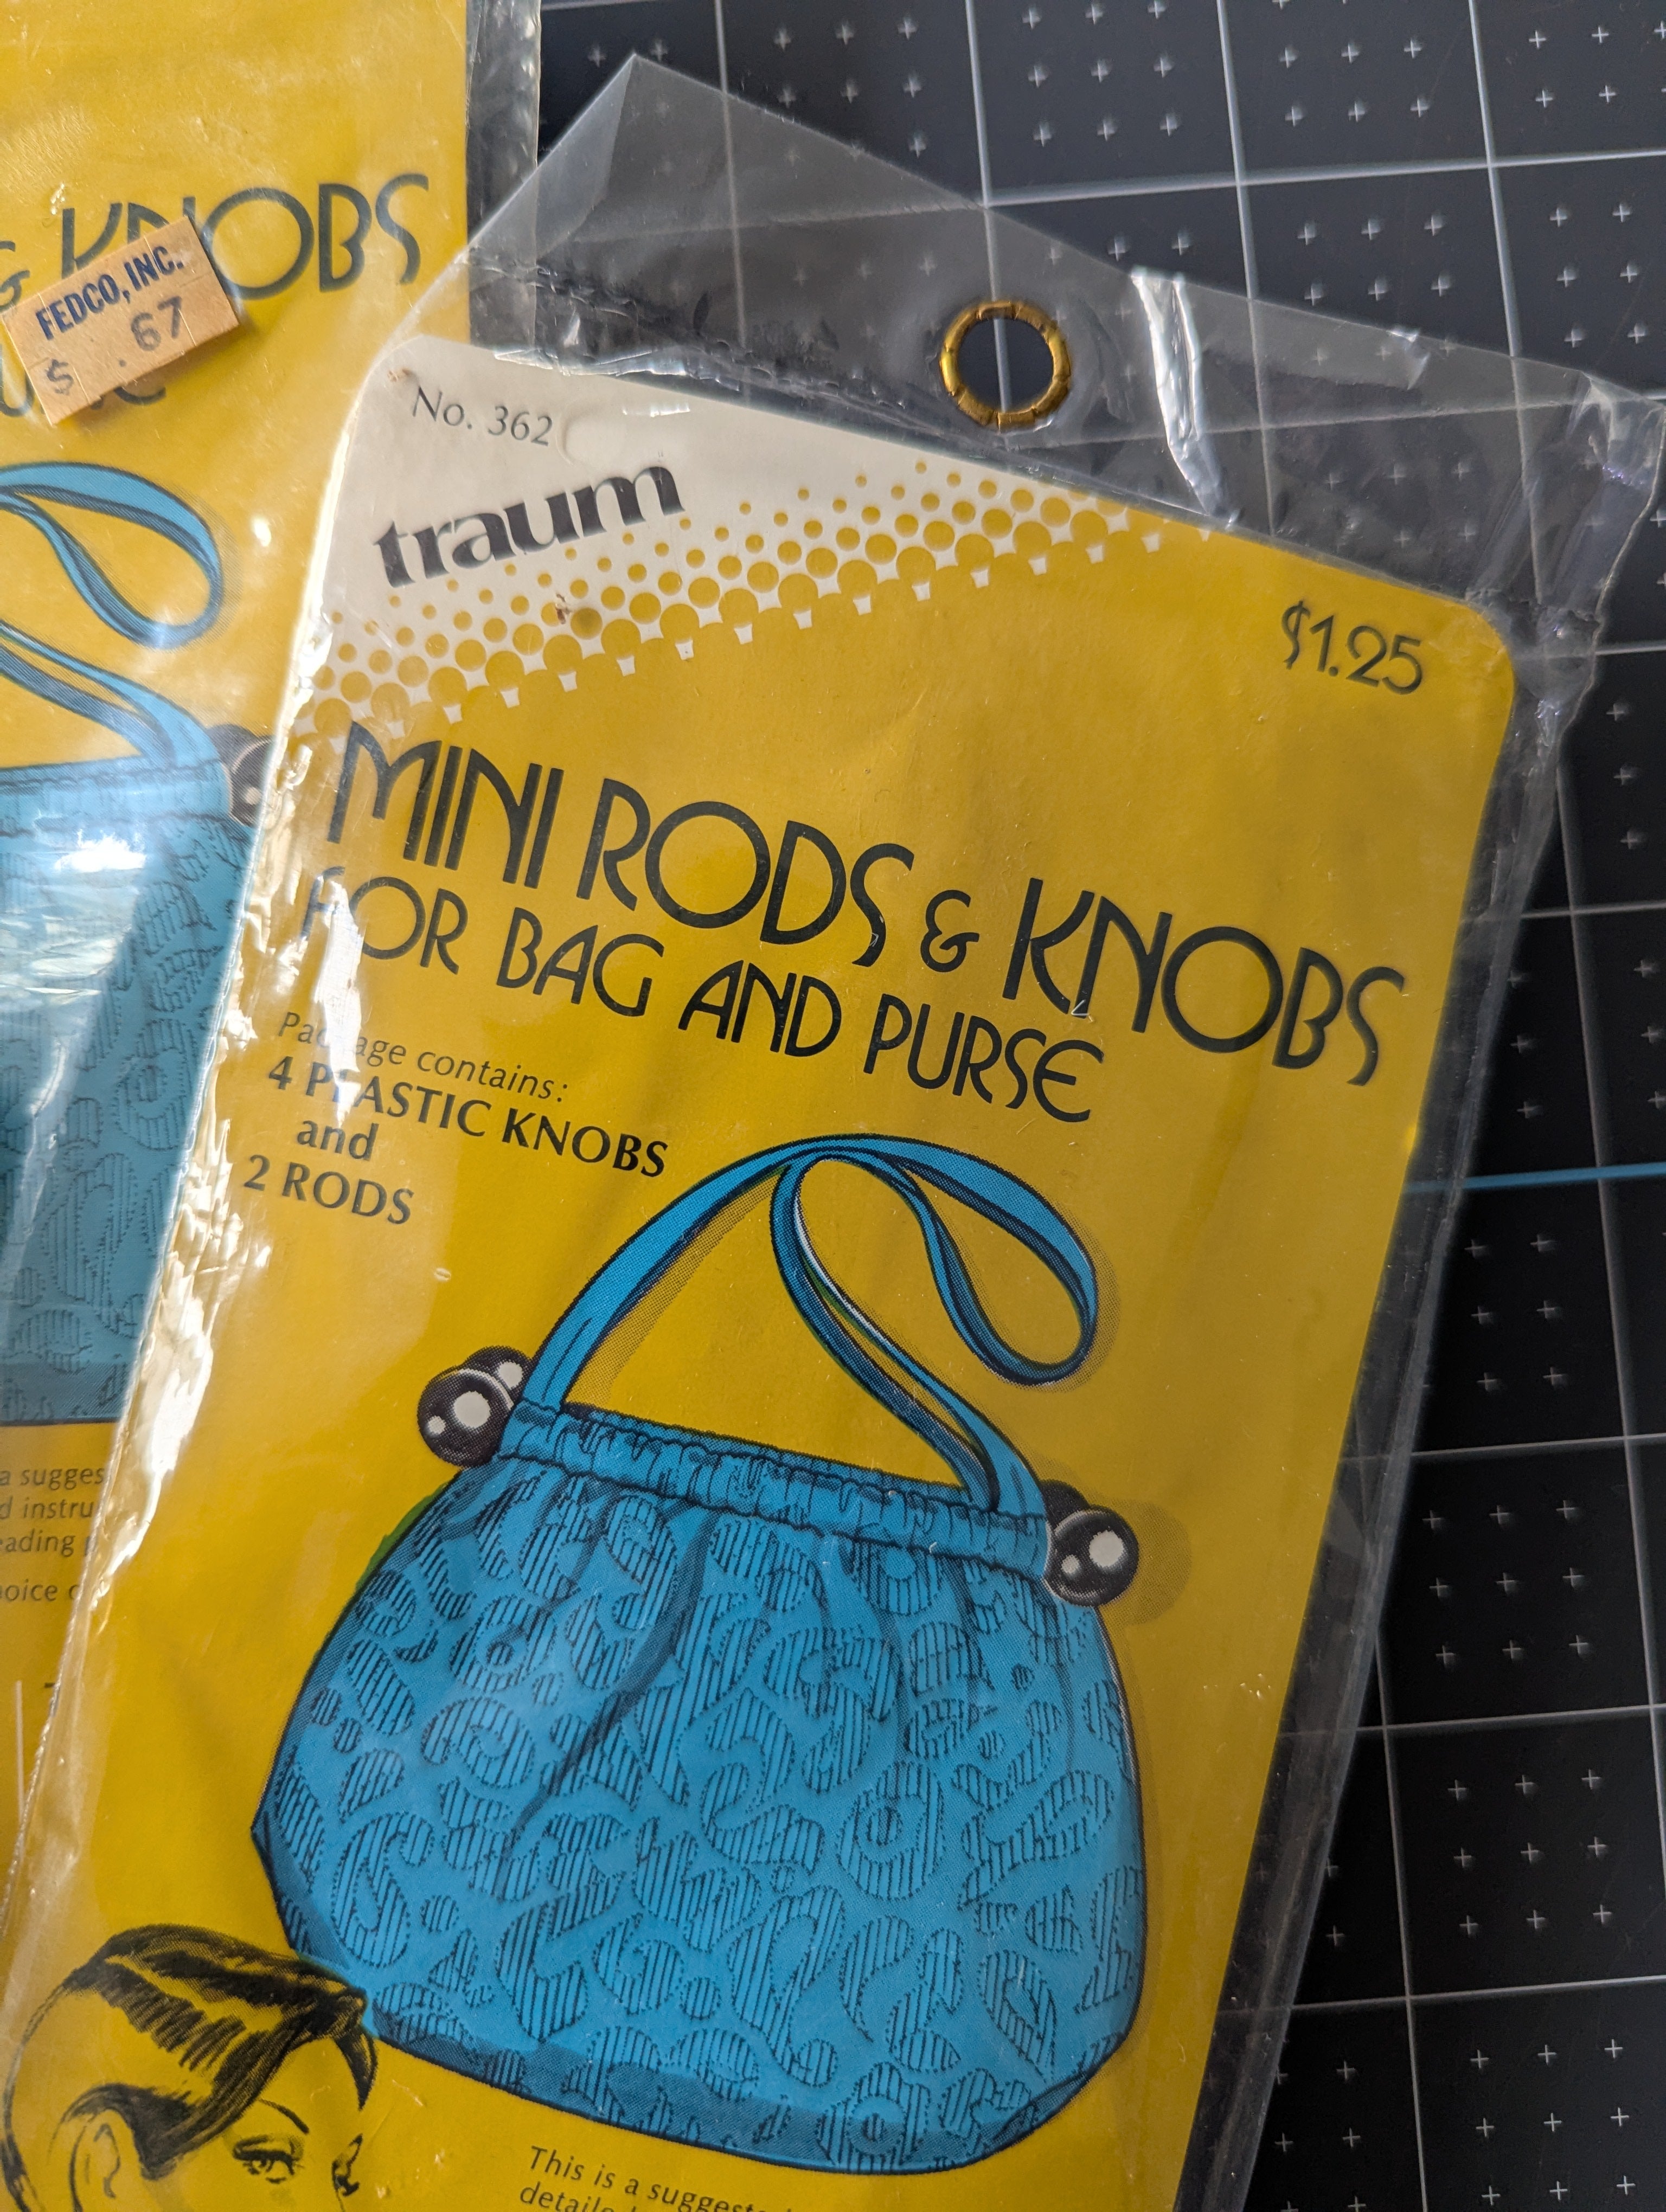 & KNOBS
FEDCO, INC.
$ .67
No. 362
traum
$1.25
MINI RODS & KNOBS
FOR BAG AND PURSE
Package contains:
4 PLASTIC KNOBS
and
2 RODS
a
This is a